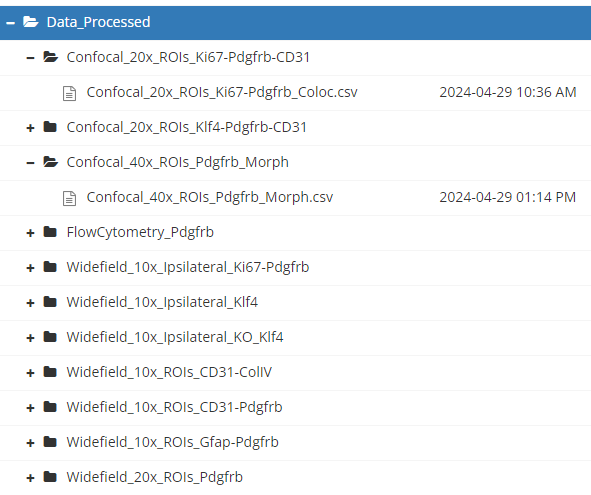 Data_Processed
Confocal_20x_ROIs_Ki67-Pdgfrb-CD31
Confocal_20x_ROIs_Ki67-Pdgfrb_Coloc.csv 2024-04-29 10:36 AM
Confocal_20x_ROIs_Klf4-Pdgfrb-CD31
Confocal_40x_ROIs_Pdgfrb_Morph
Confocal_40x_ROIs_Pdgfrb_Morph.csv 2024-04-29 01:14 PM
FlowCytometry_Pdgfrb
Widefield_10x_Ipsilateral_Ki67-Pdgfrb
Widefield_10x_Ipsilateral_Klf4
Widefield_10x_Ipsilateral_KO_Klf4
Widefield_10x_ROIs_CD31-ColIV
Widefield_10x_ROIs_CD31-Pdgfrb
Widefield_10x_ROIs_Gfap-Pdgfrb
Widefield_20x_ROIs_Pdgfrb